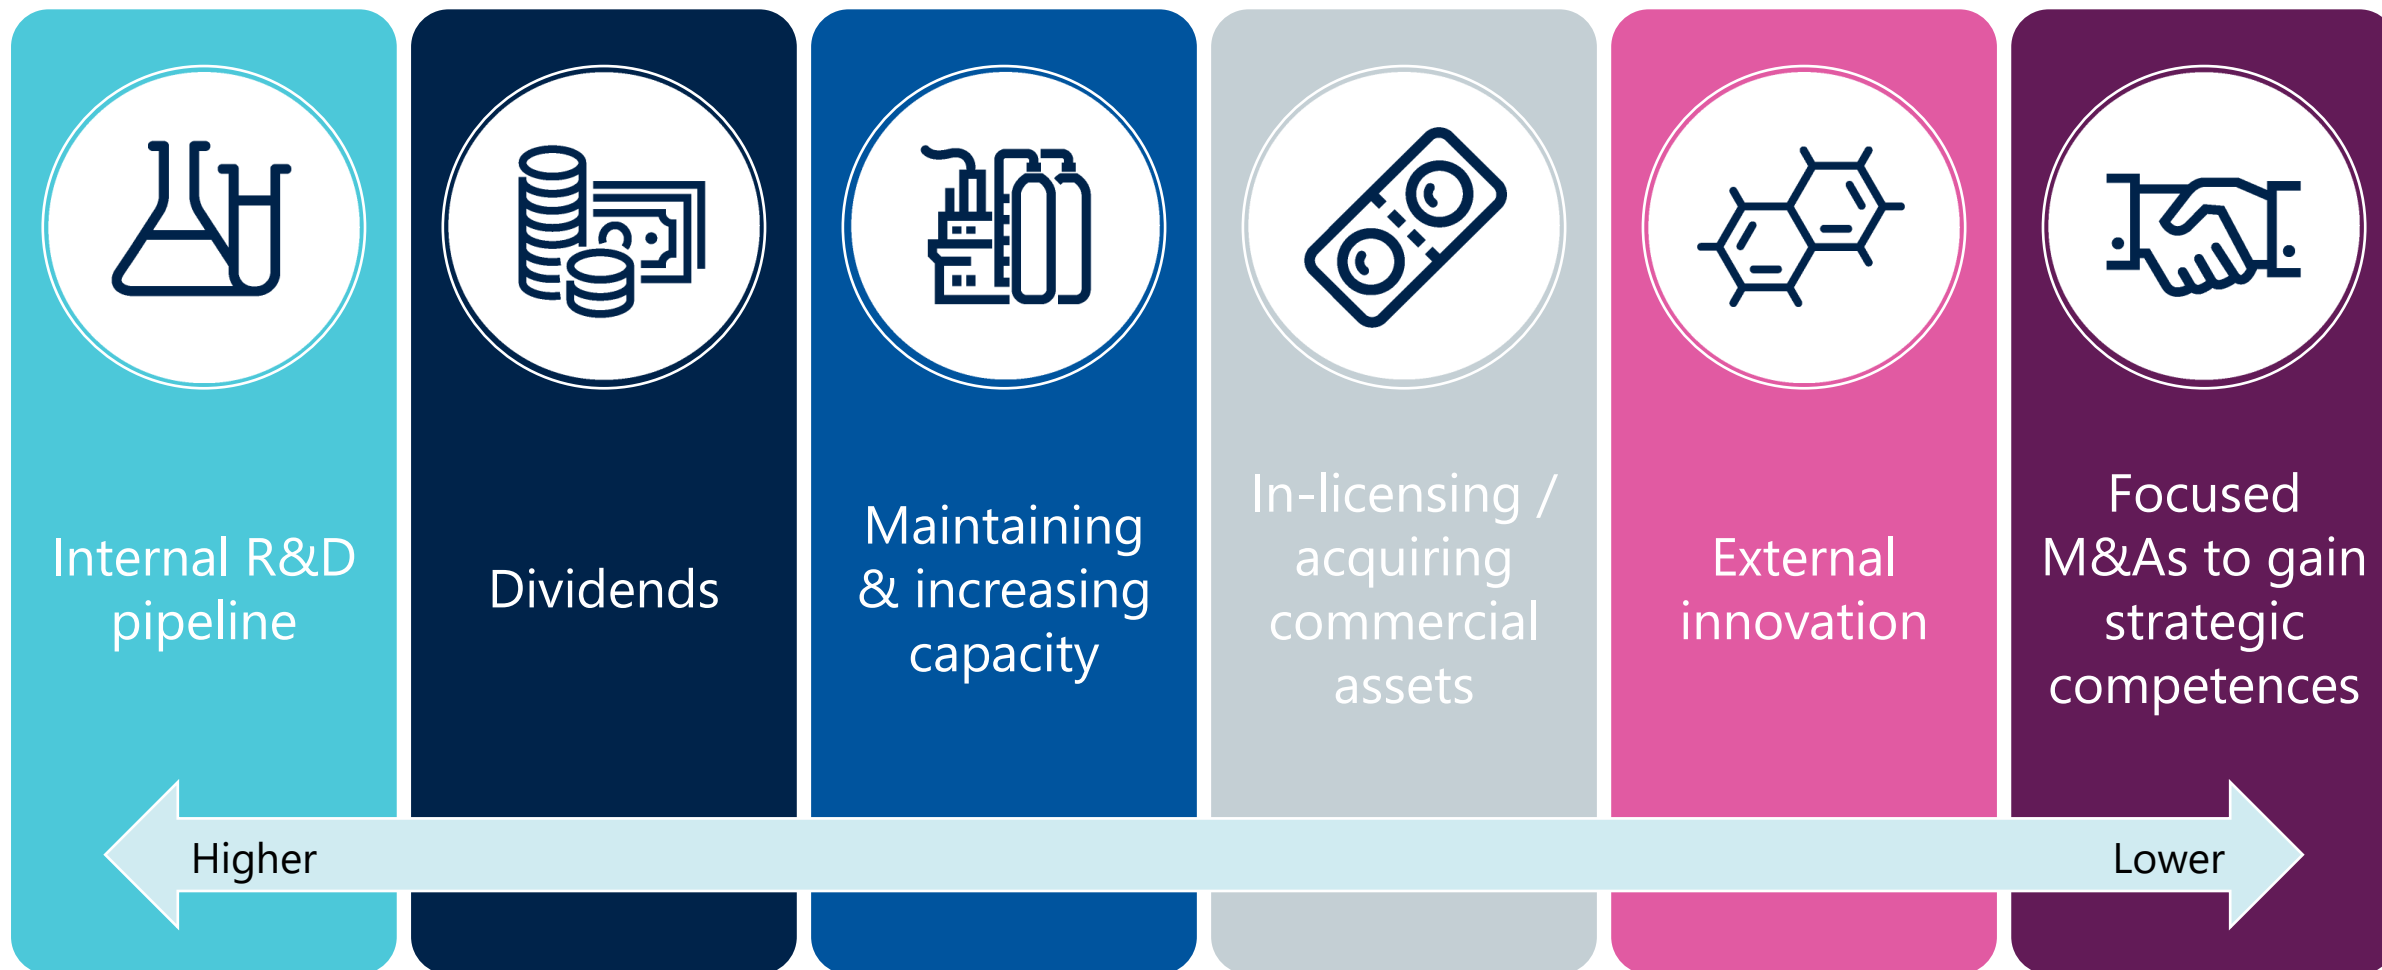 Internal R&D
pipeline
Dividends
Maintaining
& increasing
capacity
In-licensing /
acquiring
commercial
assets
External
innovation
Focused
M&As to gain
strategic
competences
Higher
Lower